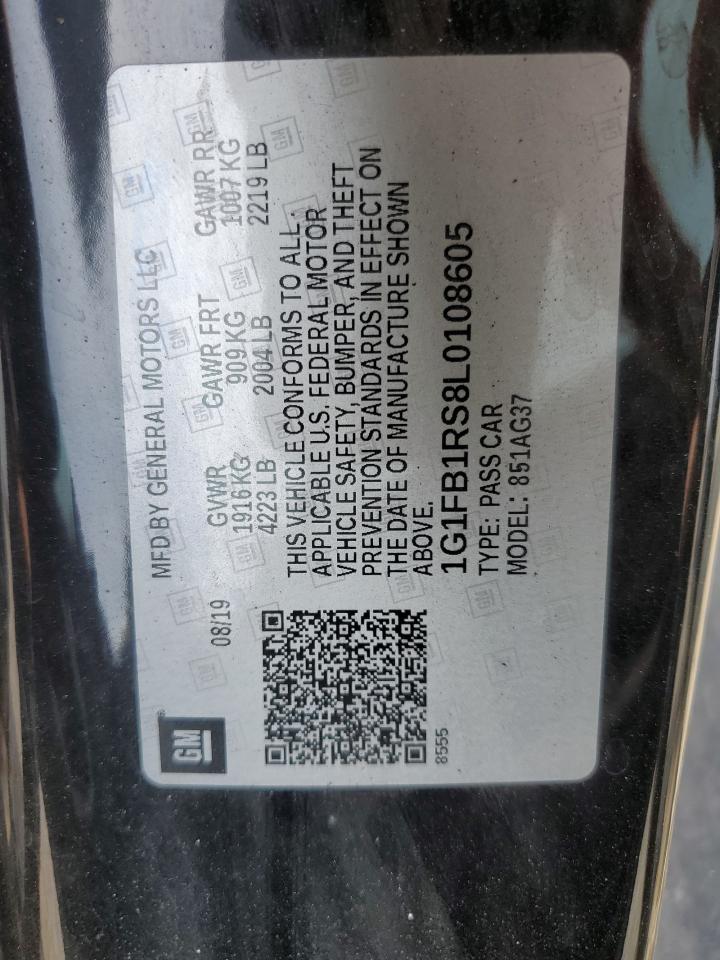 GM
MFD BY GENERAL MOTORS LLC
08/19
GVWR GAWR FRT GAWR RR
1916 KG 909 KG 1007 KG
4223 LB 2004 LB 2219 LB
THIS VEHICLE CONFORMS TO ALL
APPLICABLE U.S. FEDERAL MOTOR
VEHICLE SAFETY, BUMPER, AND THEFT
PREVENTION STANDARDS IN EFFECT ON
THE DATE OF MANUFACTURE SHOWN
ABOVE.
1G1FB1RS8L0108605
TYPE: PASS CAR
MODEL: 851AG37
8555